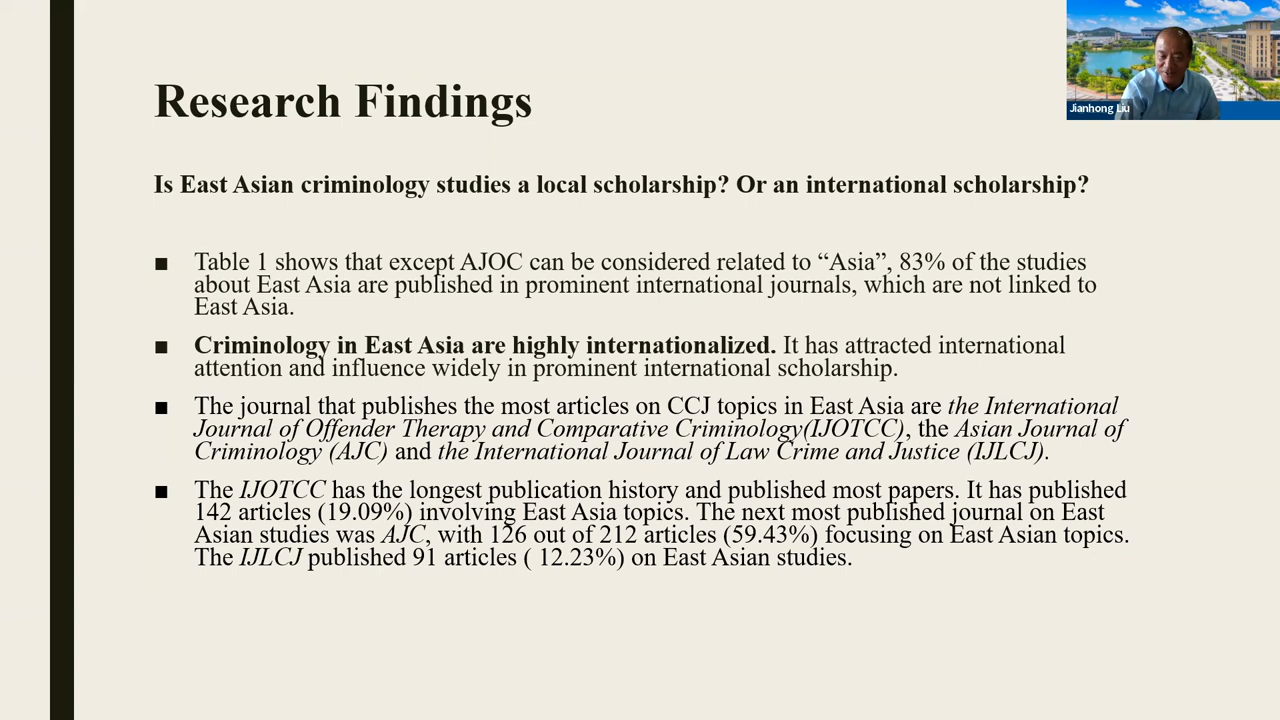 Research Findings
Jianhong Liu
Is East Asian criminology studies a local scholarship? Or an international scholarship?
■ Table 1 shows that except AJOC can be considered related to “Asia”, 83% of the studies
about East Asia are published in prominent international journals, which are not linked to
East Asia.
■ Criminology in East Asia are highly internationalized. It has attracted international
attention and influence widely in prominent international scholarship.
■ The journal that publishes the most articles on CCJ topics in East Asia are the International
Journal of Offender Therapy and Comparative Criminology(IJOTCC), the Asian Journal of
Criminology (AJC) and the International Journal of Law Crime and Justice (IJLCJ).
■ The IJOTCC has the longest publication history and published most papers. It has published
142 articles (19.09%) involving East Asia topics. The next most published journal on East
Asian studies was AJC, with 126 out of 212 articles (59.43%) focusing on East Asian topics.
The IJLCJ published 91 articles ( 12.23%) on East Asian studies.